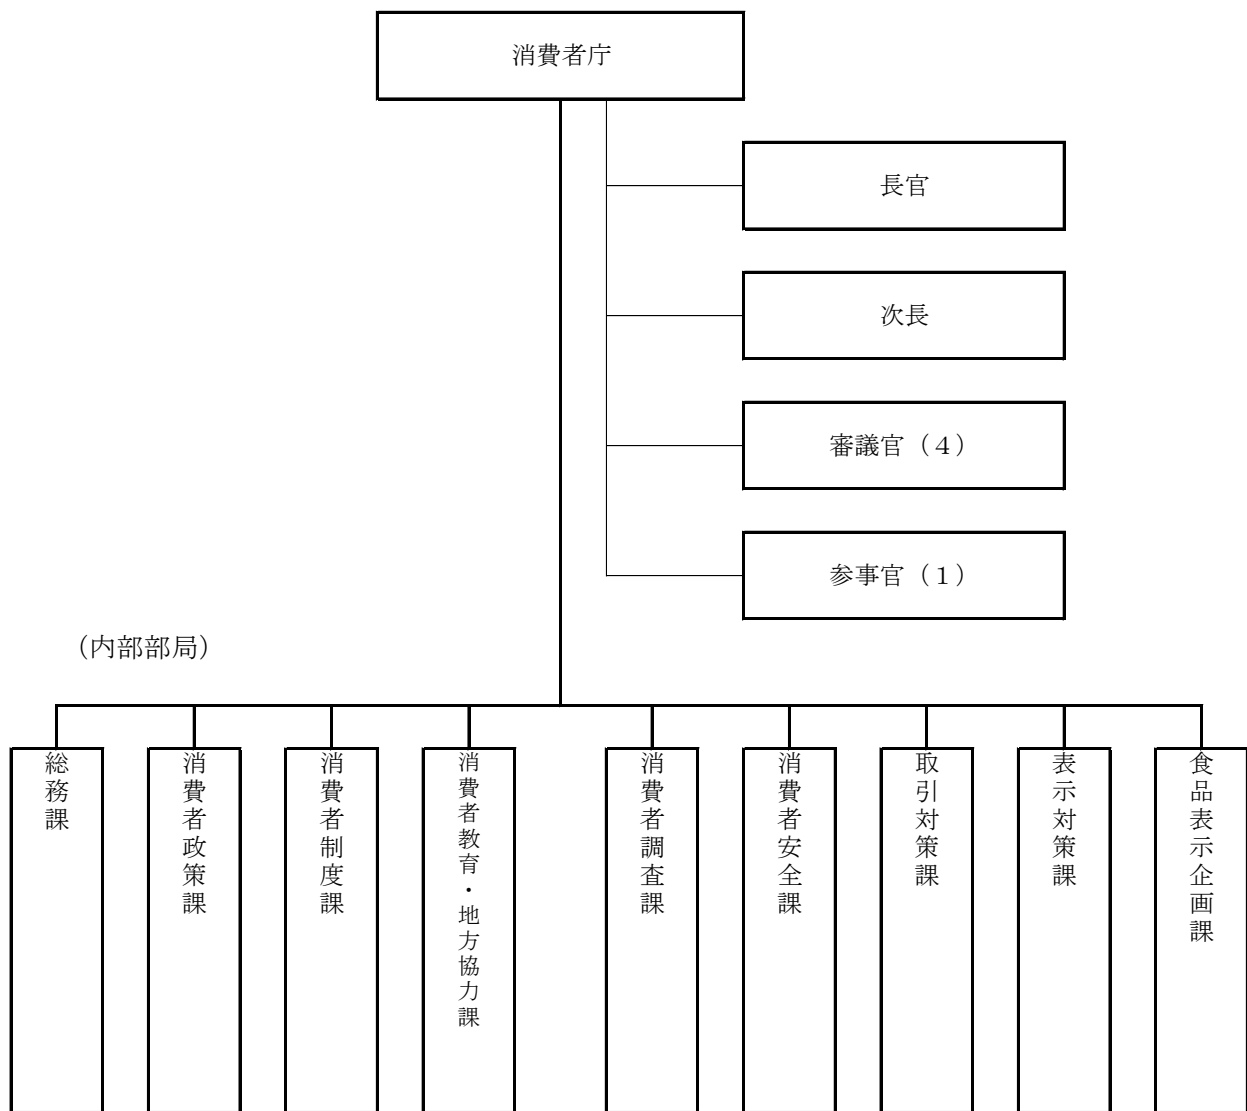 消費者庁
長官
次長
審議官（４）
参事官（１）
（内部部局）
総務課
消費者政策課
消費者制度課
消費者教育・地方協力課
消費者調査課
消費者安全課
取引対策課
表示対策課
食品表示企画課